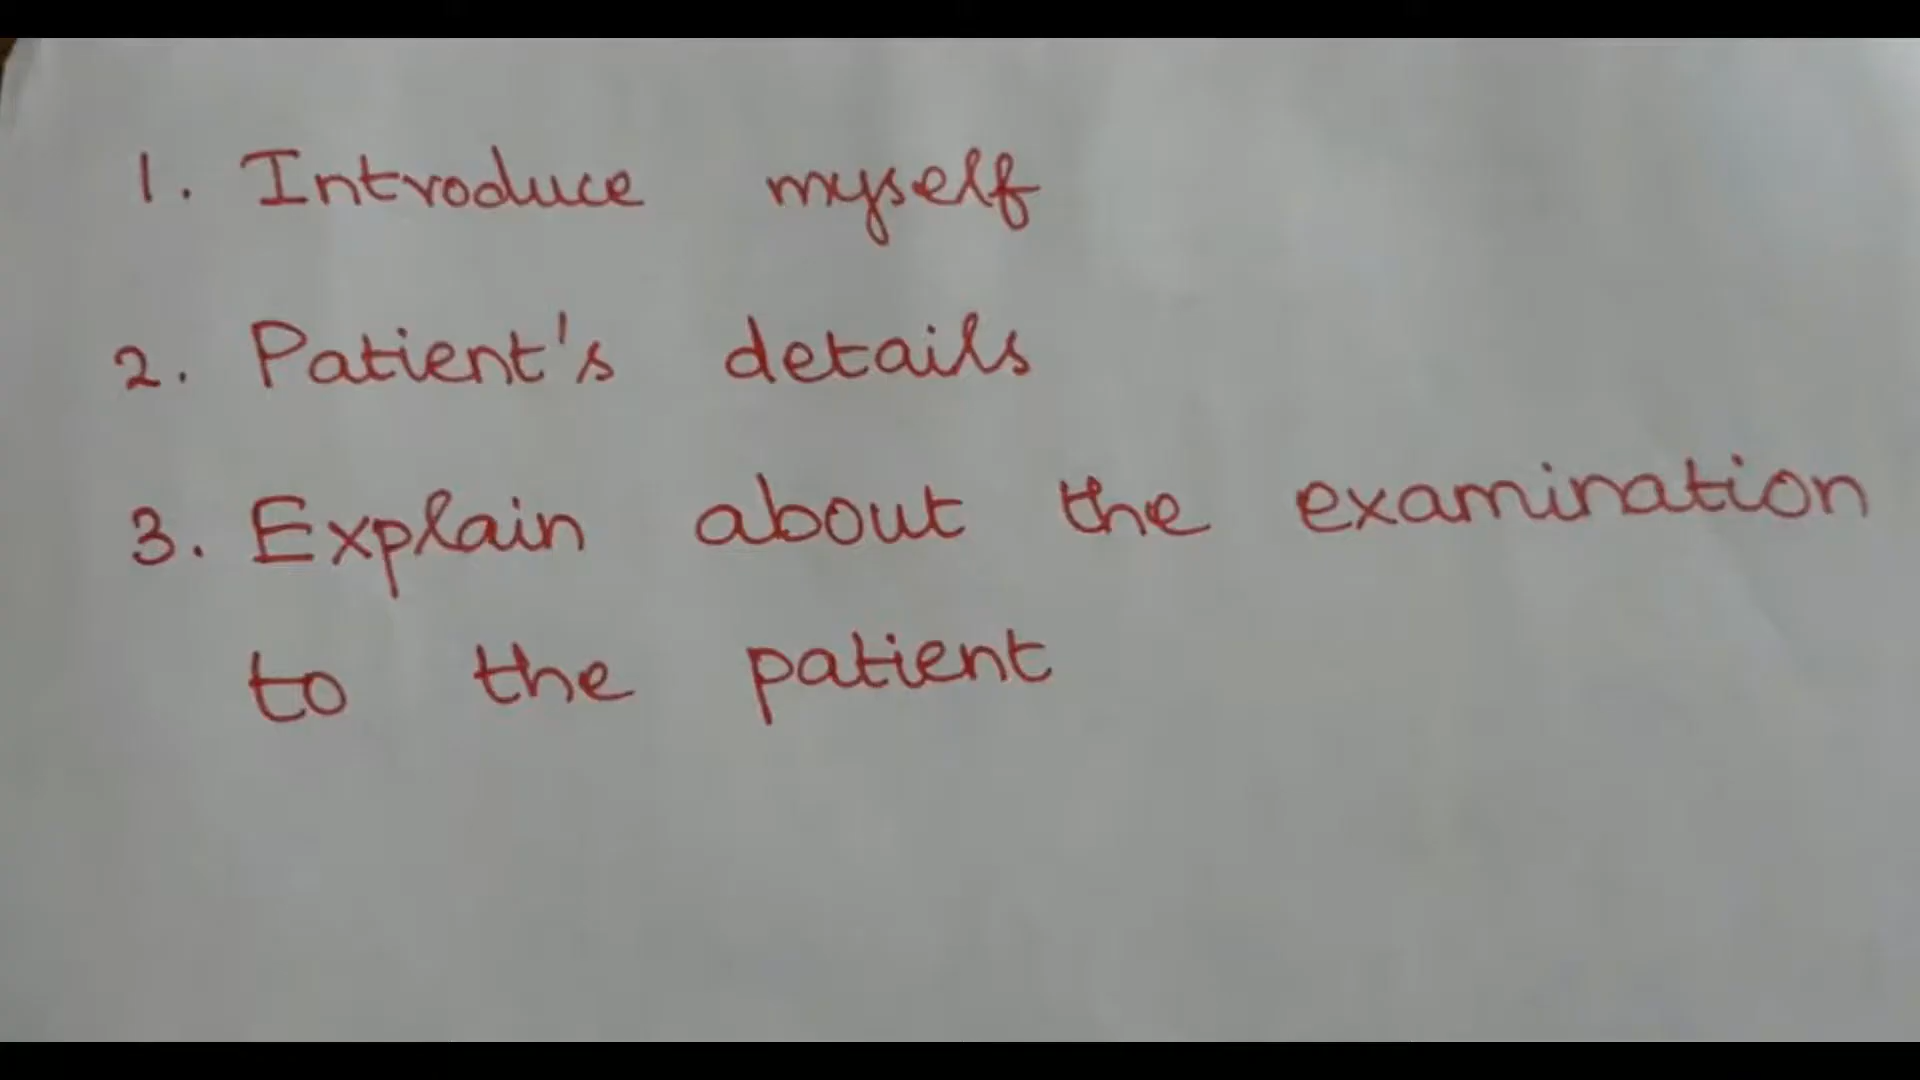 1. Introduce myself
2. Patient's details
3. Explain about the examination
to the patient